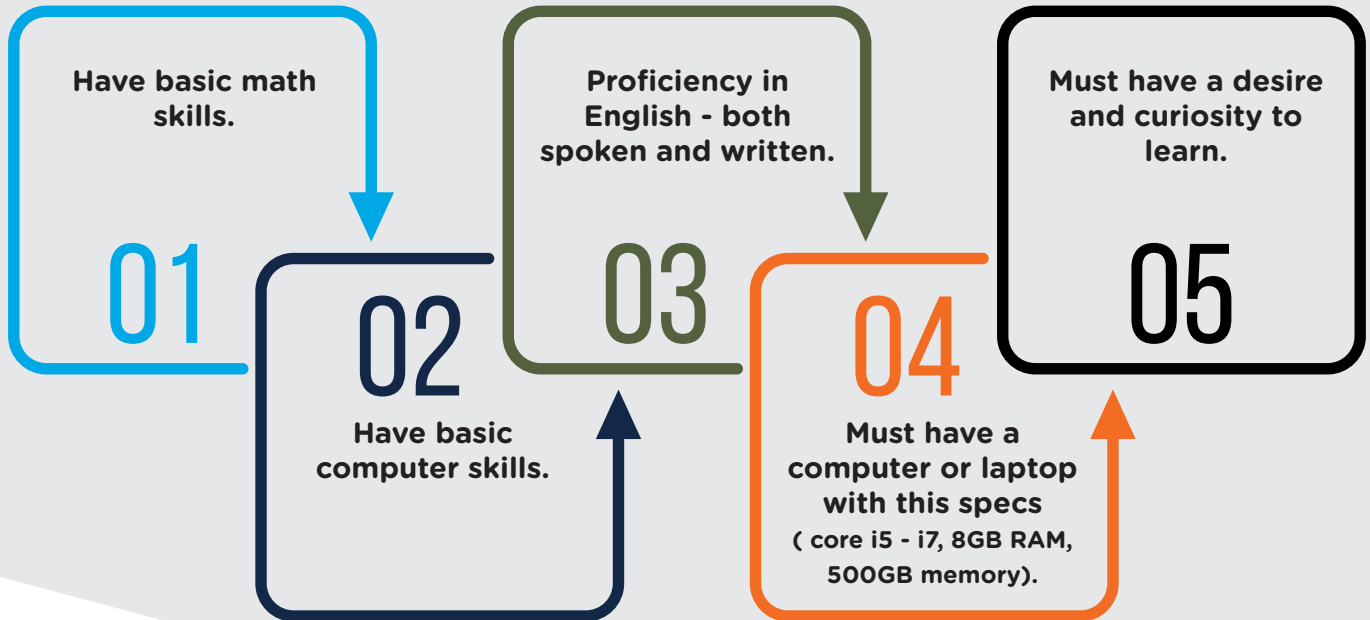 Have basic math
skills.
01
02
Have basic
computer skills.
Proficiency in
English - both
spoken and written.
03
04
Must have a
computer or laptop
with this specs
( core i5 - i7, 8GB RAM,
500GB memory).
Must have a desire
and curiosity to
learn.
05